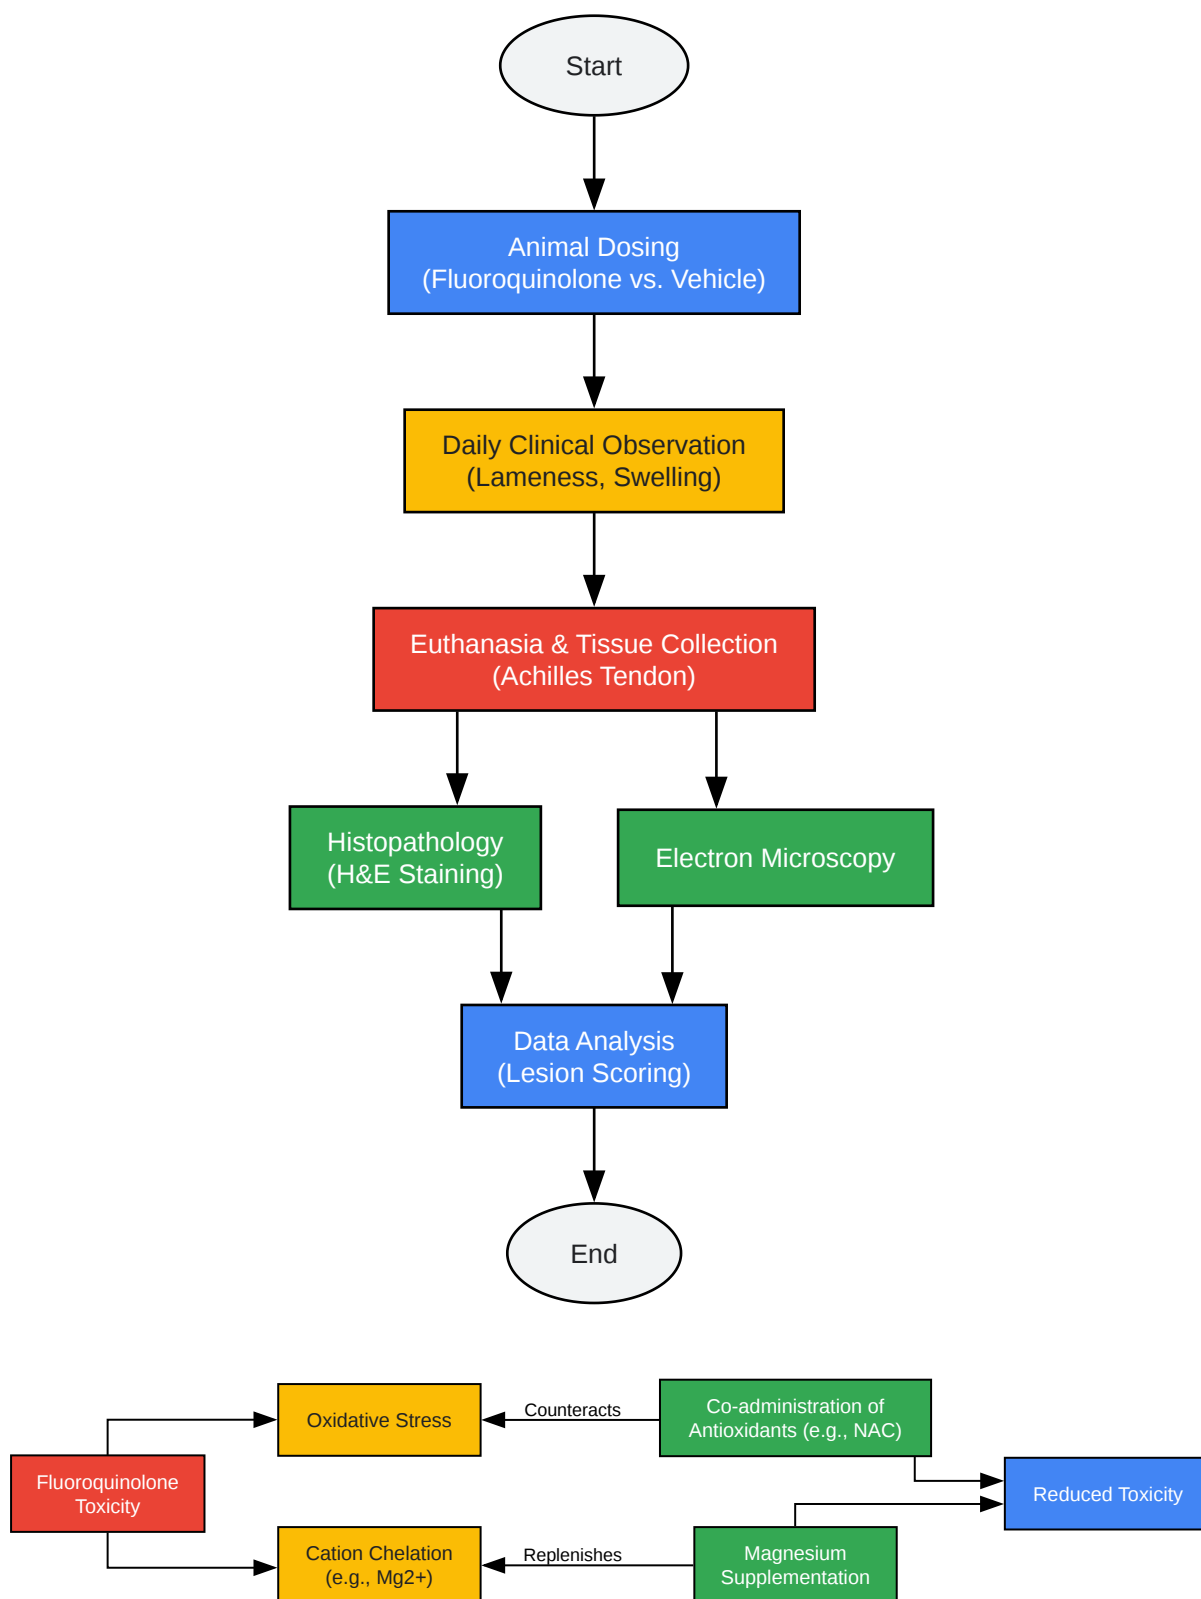 Start
Animal Dosing
(Fluoroquinolone vs. Vehicle)
Daily Clinical Observation
(Lameness, Swelling)
Euthanasia & Tissue Collection
(Achilles Tendon)
Histopathology
(H&E Staining)
Electron Microscopy
Data Analysis
(Lesion Scoring)
End
Oxidative Stress
Counteracts
Co-administration of
Antioxidants (e.g., NAC)
Fluoroquinolone
Toxicity
Reduced Toxicity
Cation Chelation
(e.g., Mg2+)
Replenishes
Magnesium
Supplementation